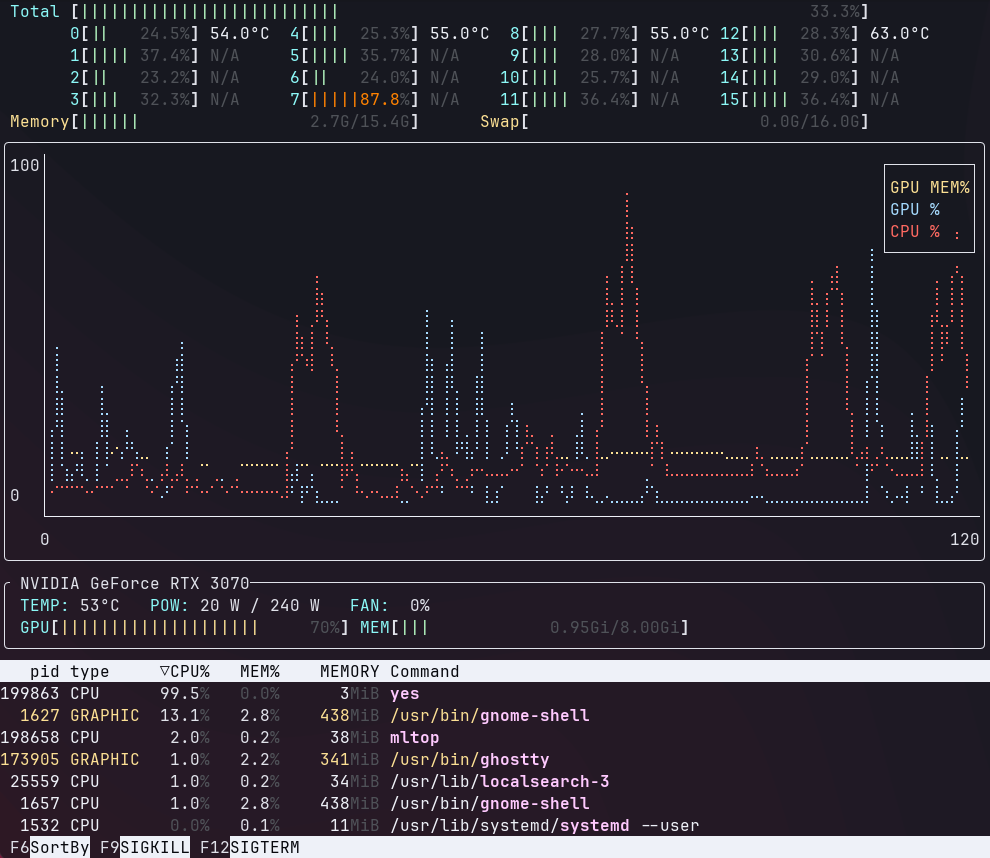 Total [|||||||||||||||||||||||||| 33.3%]
0[|| 24.5%] 54.0°C 4[||| 25.3%] 55.0°C 8[||| 27.7%] 55.0°C 12[||| 28.3%] 63.0°C
1[|||| 37.4%] N/A 5[|||| 35.7%] N/A 9[||| 28.0%] N/A 13[||| 30.6%] N/A
2[|| 23.2%] N/A 6[|| 24.0%] N/A 10[||| 25.7%] N/A 14[||| 29.0%] N/A
3[||| 32.3%] N/A 7[|||||87.8%] N/A 11[|||| 36.4%] N/A 15[|||| 36.4%] N/A
Memory[|||||| 2.7G/15.4G] Swap[ 0.0G/16.0G]
100
GPU MEM%
GPU %
CPU %
0
0 120
NVIDIA GeForce RTX 3070
TEMP: 53°C POW: 20 W / 240 W FAN: 0%
GPU[|||||||||||||||||||| 70%] MEM[||| 0.95Gi/8.00Gi]
pid type ▽CPU% MEM% MEMORY Command
199863 CPU 99.5% 0.0% 3MiB yes
1627 GRAPHIC 13.1% 2.8% 438MiB /usr/bin/gnome-shell
198658 CPU 2.0% 0.2% 38MiB mltop
173905 GRAPHIC 1.0% 2.2% 341MiB /usr/bin/ghostty
25559 CPU 1.0% 0.2% 34MiB /usr/lib/localsearch-3
1657 CPU 1.0% 2.8% 438MiB /usr/bin/gnome-shell
1532 CPU 0.0% 0.1% 11MiB /usr/lib/systemd/systemd --user
F6SortBy F9SIGKILL F12SIGTERM